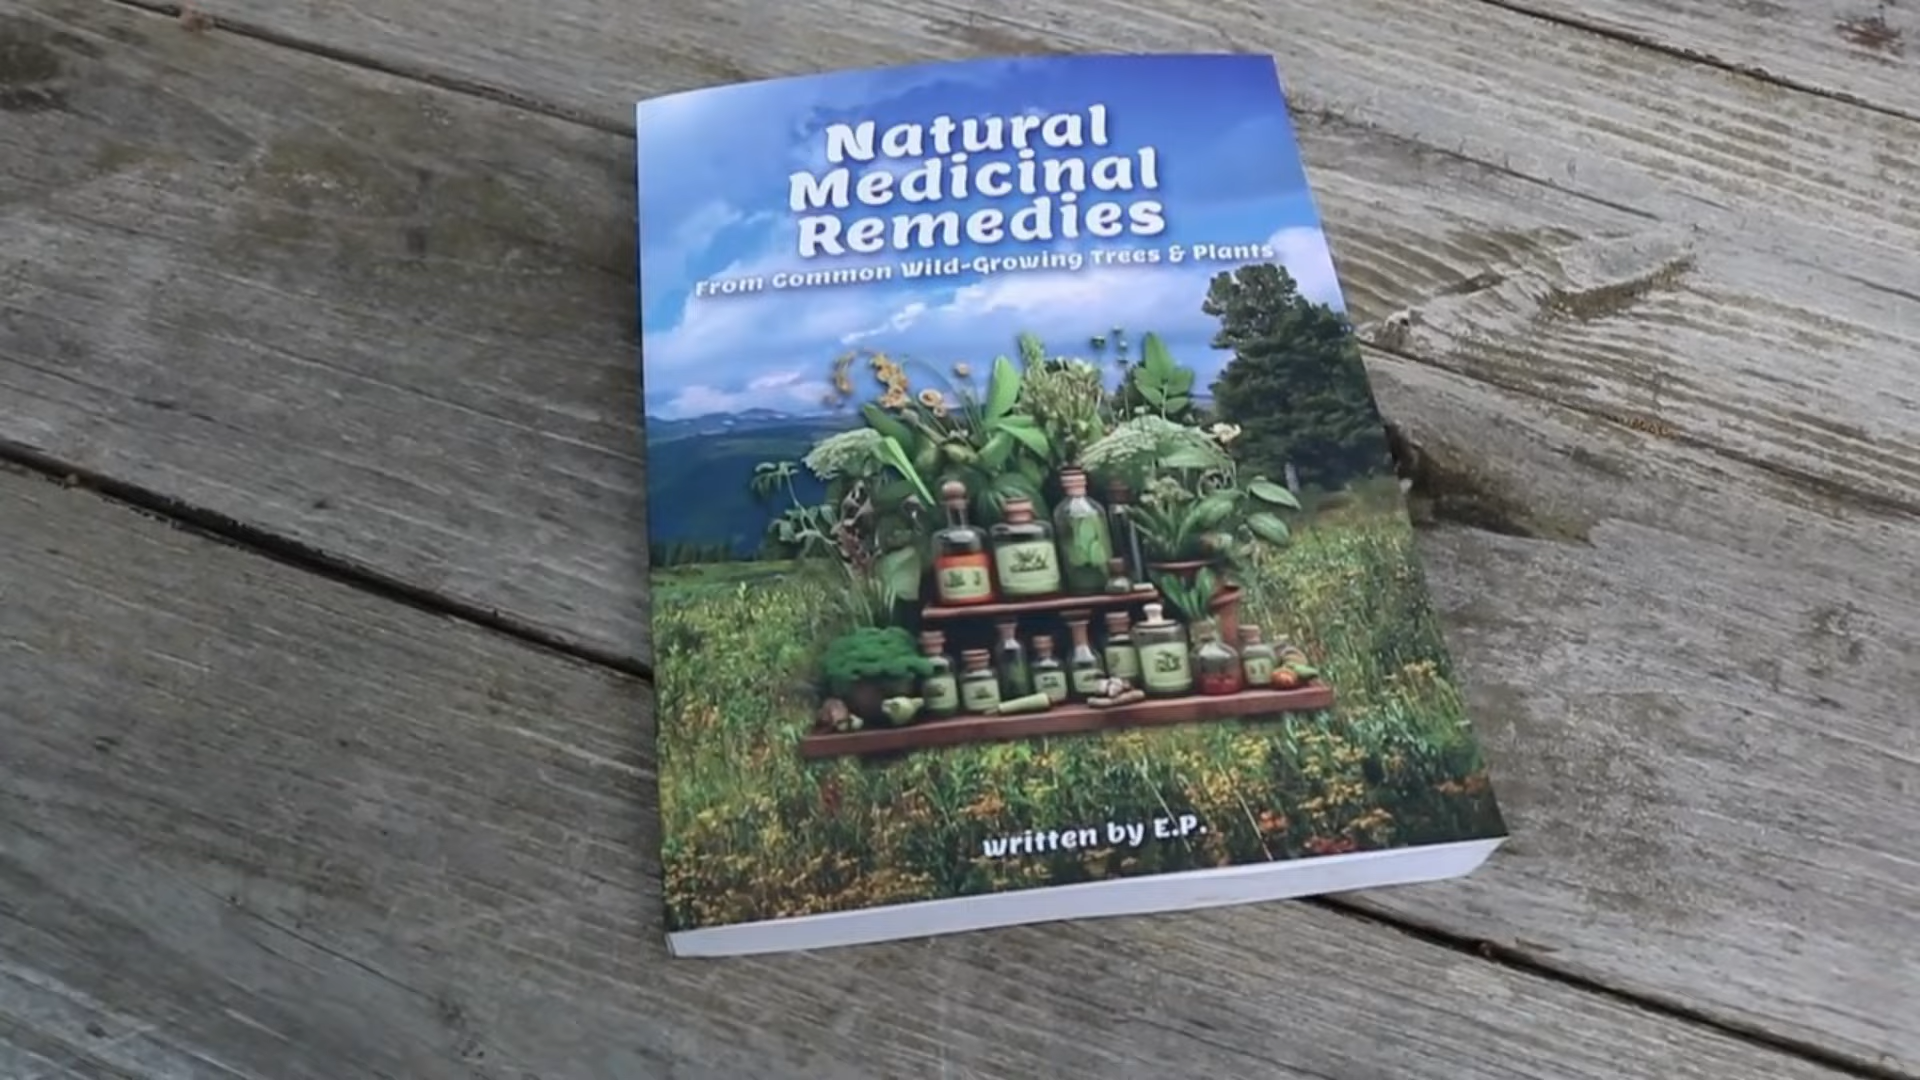 Natural
Medicinal
Remedies
From Common Wild-Growing Trees & Plants
written by E.P.